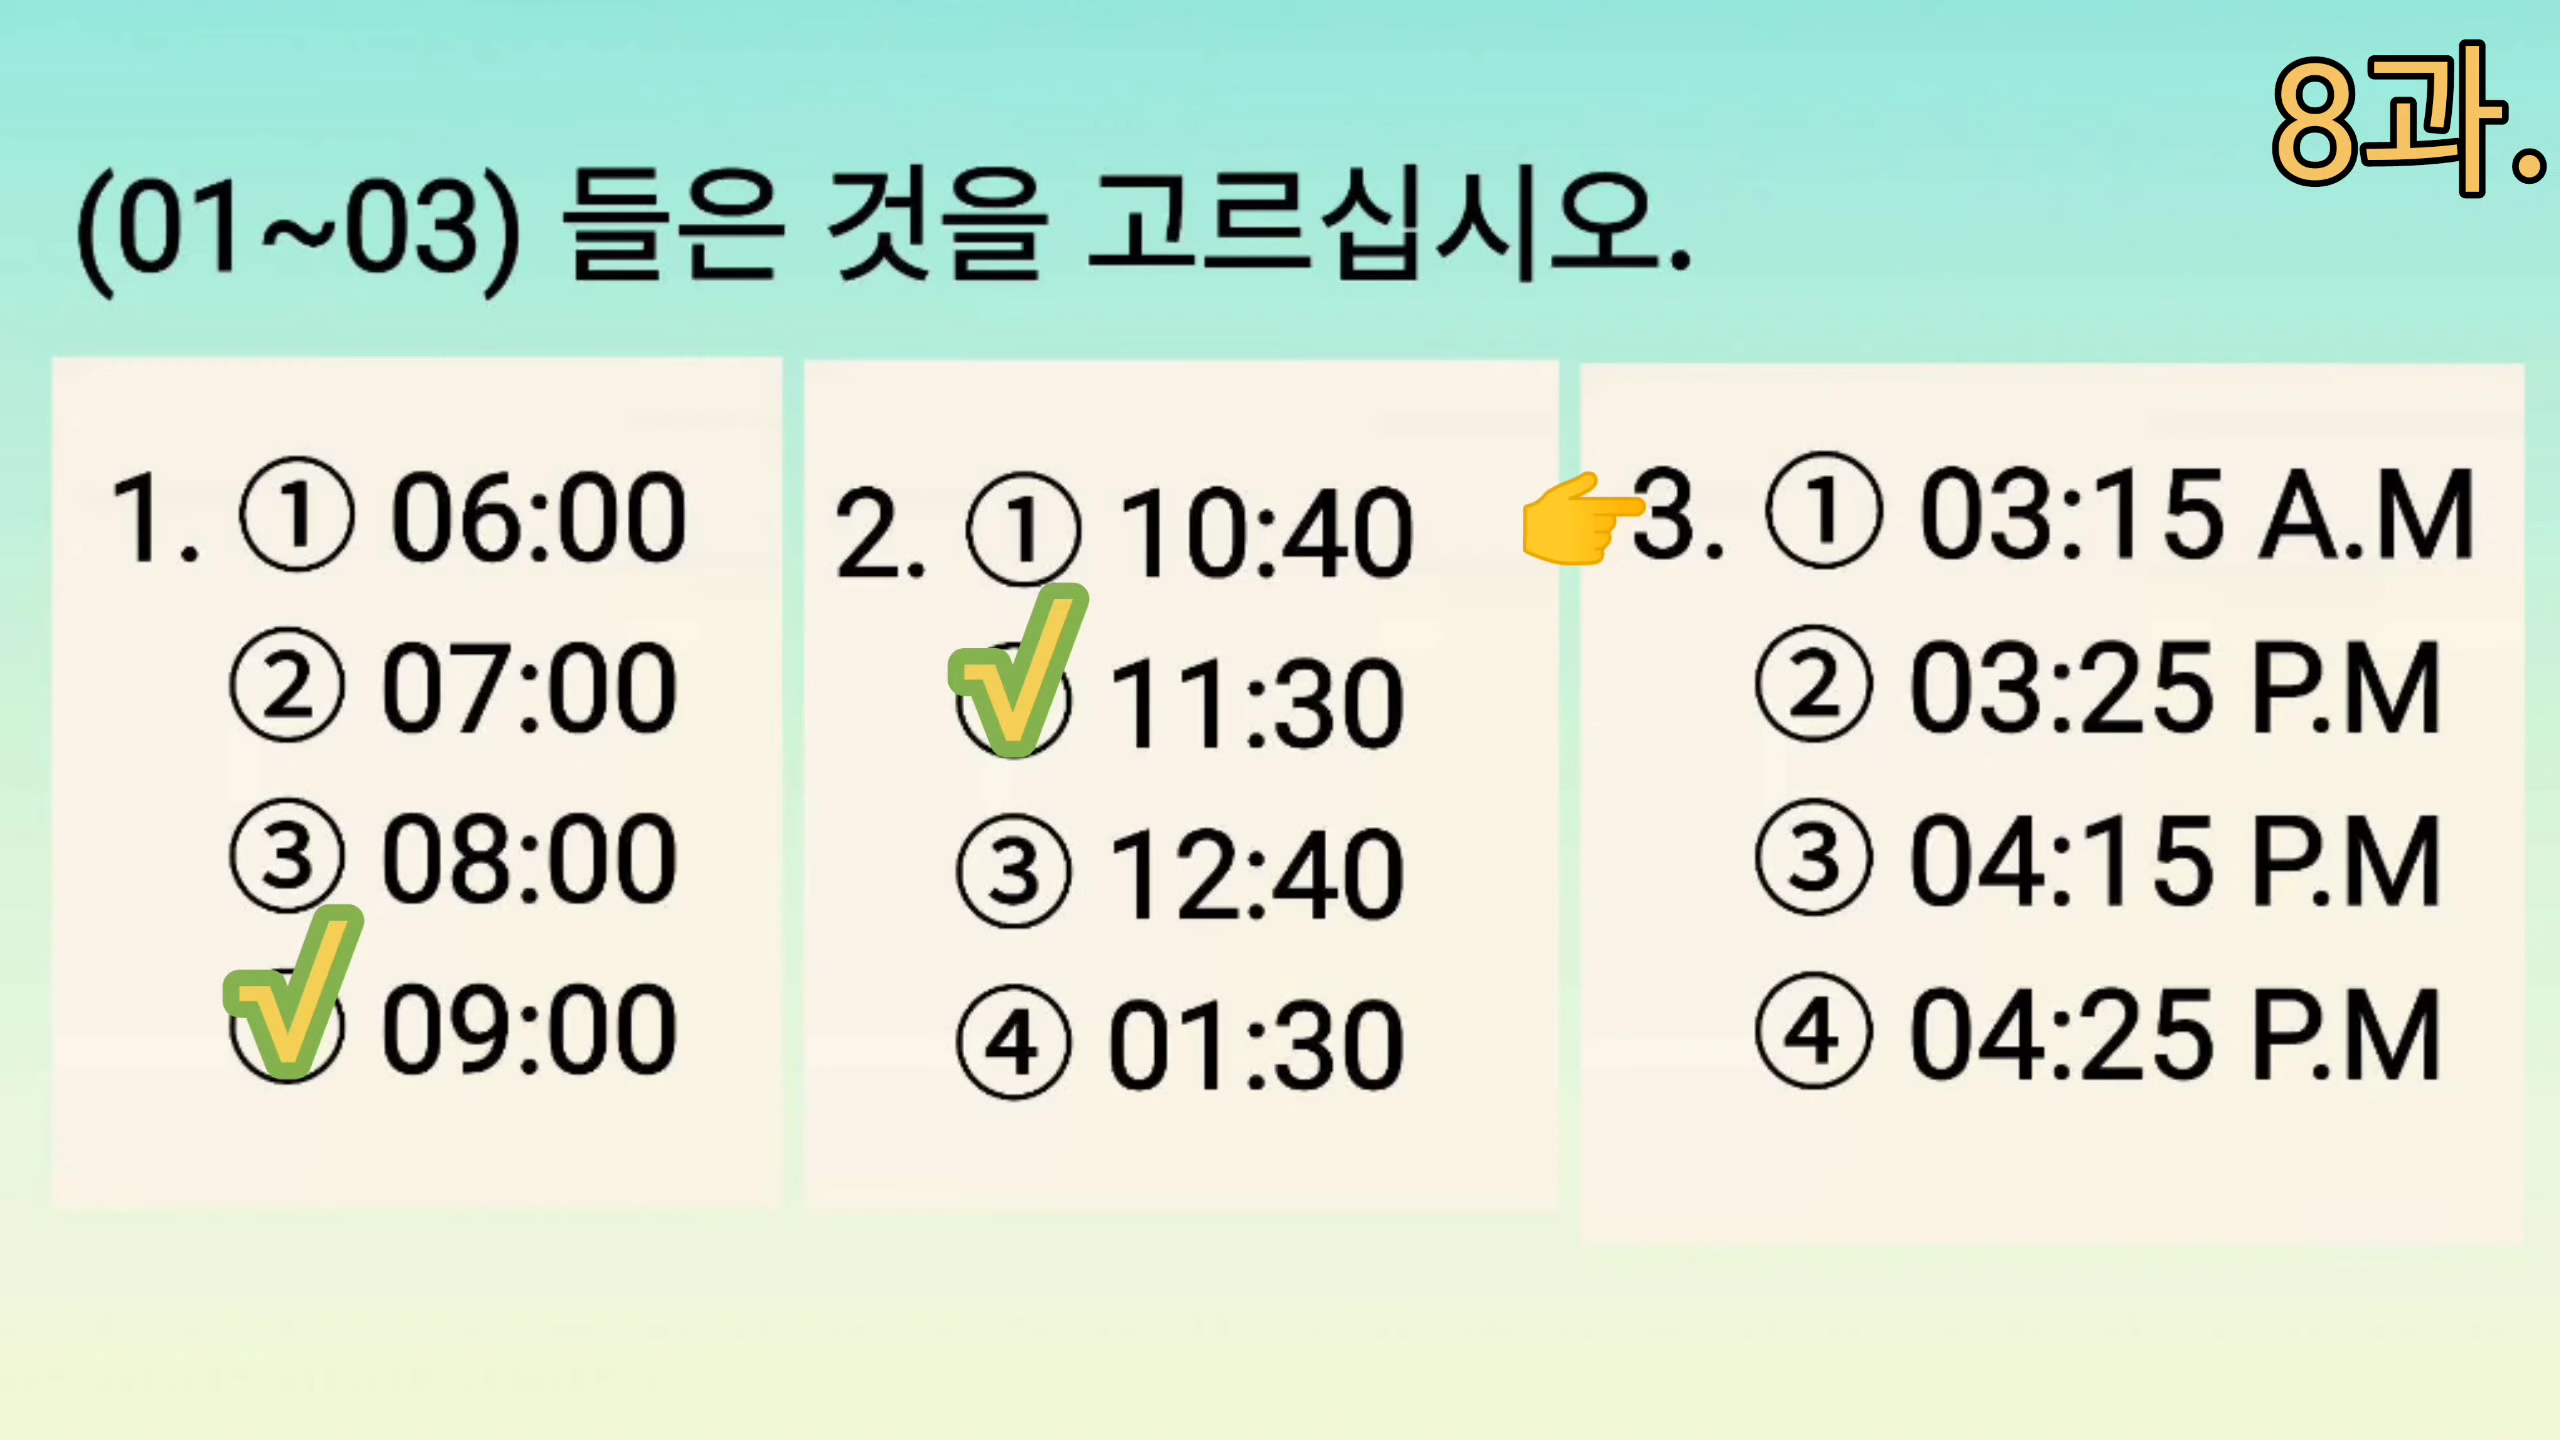 8과.
(01~03) 들은 것을 고르십시오.
1. ① 06:00
② 07:00
③ 08:00
09:00
2. ① 10:40
11:30
③ 12:40
④ 01:30
3. ① 03:15 A.M
② 03:25 P.M
③ 04:15 P.M
④ 04:25 P.M